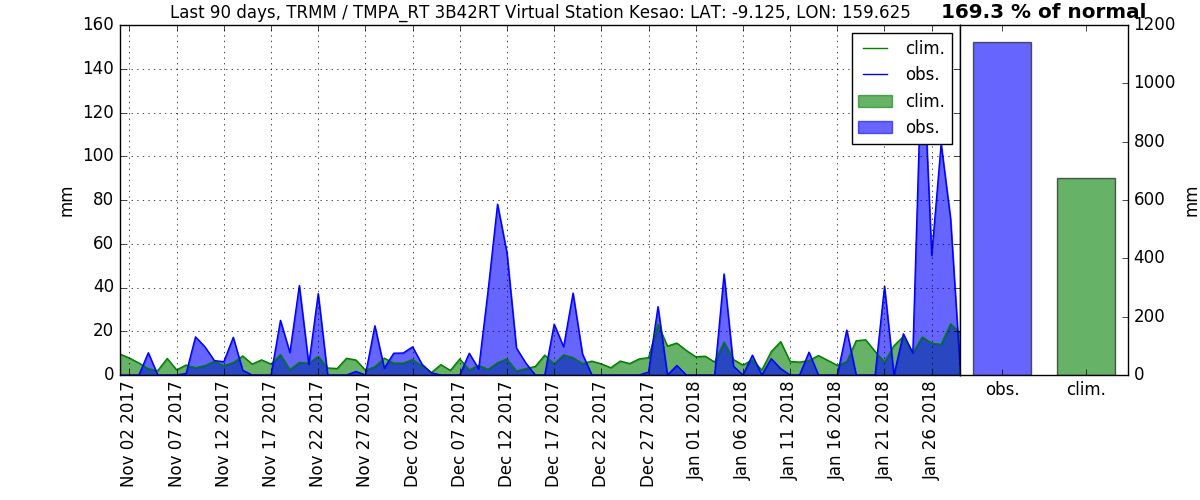 Last 90 days, TRMM / TMPA_RT 3B42RT Virtual Station Kesao: LAT: -9.125, LON: 159.625
169.3 % of normal
160
140
120
100
80
60
40
20
0
mm
clim.
obs.
clim.
obs.
1200
1000
800
600
400
200
0
mm
Nov 02 2017
Nov 07 2017
Nov 12 2017
Nov 17 2017
Nov 22 2017
Nov 27 2017
Dec 02 2017
Dec 07 2017
Dec 12 2017
Dec 17 2017
Dec 22 2017
Dec 27 2017
Jan 01 2018
Jan 06 2018
Jan 11 2018
Jan 16 2018
Jan 21 2018
Jan 26 2018
obs.
clim.